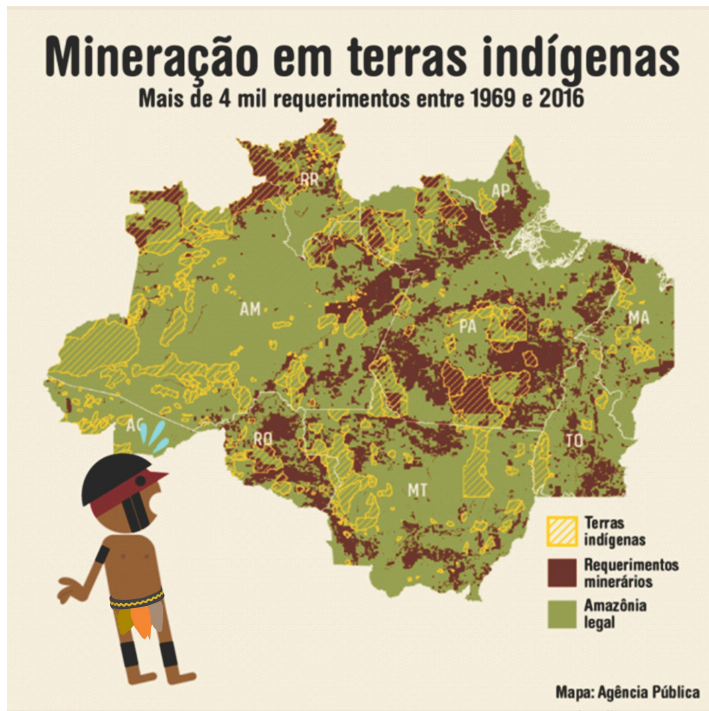 Mineração em terras indígenas
Mais de 4 mil requerimentos entre 1969 e 2016
RR
AP
AM
PA
MA
AC
RO
TO
MT
Terras
indígenas
Requerimentos
minerários
Amazônia
legal
Mapa: Agência Pública